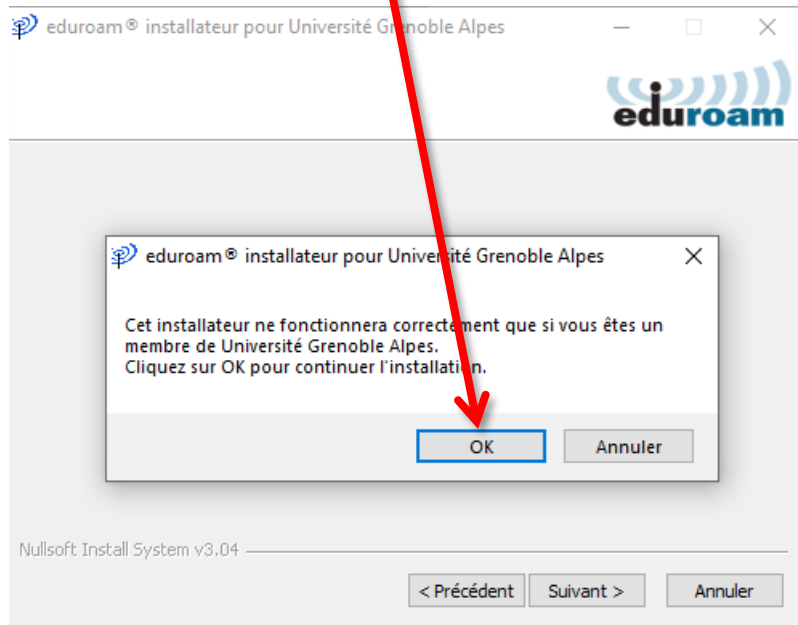 eduroam® installateur pour Université Grenoble Alpes
eduroam
eduroam® installateur pour Université Grenoble Alpes
Cet installateur ne fonctionnera correctement que si vous êtes un
membre de Université Grenoble Alpes.
Cliquez sur OK pour continuer l'installation.
OK
Annuler
Nullsoft Install System v3.04
< Précédent
Suivant >
Annuler